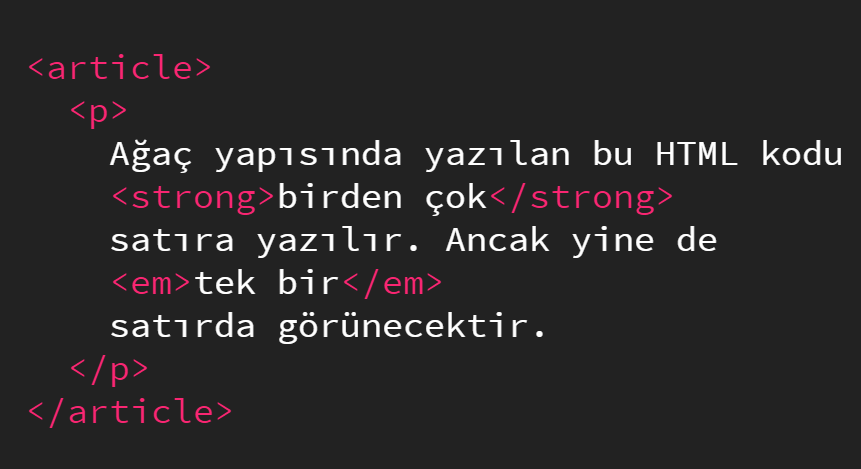 <article>
<p>
Ağaç yapısında yazılan bu HTML kodu
<strong>birden çok</strong>
satıra yazılır. Ancak yine de
<em>tek bir</em>
satırda görünecektir.
</p>
</article>